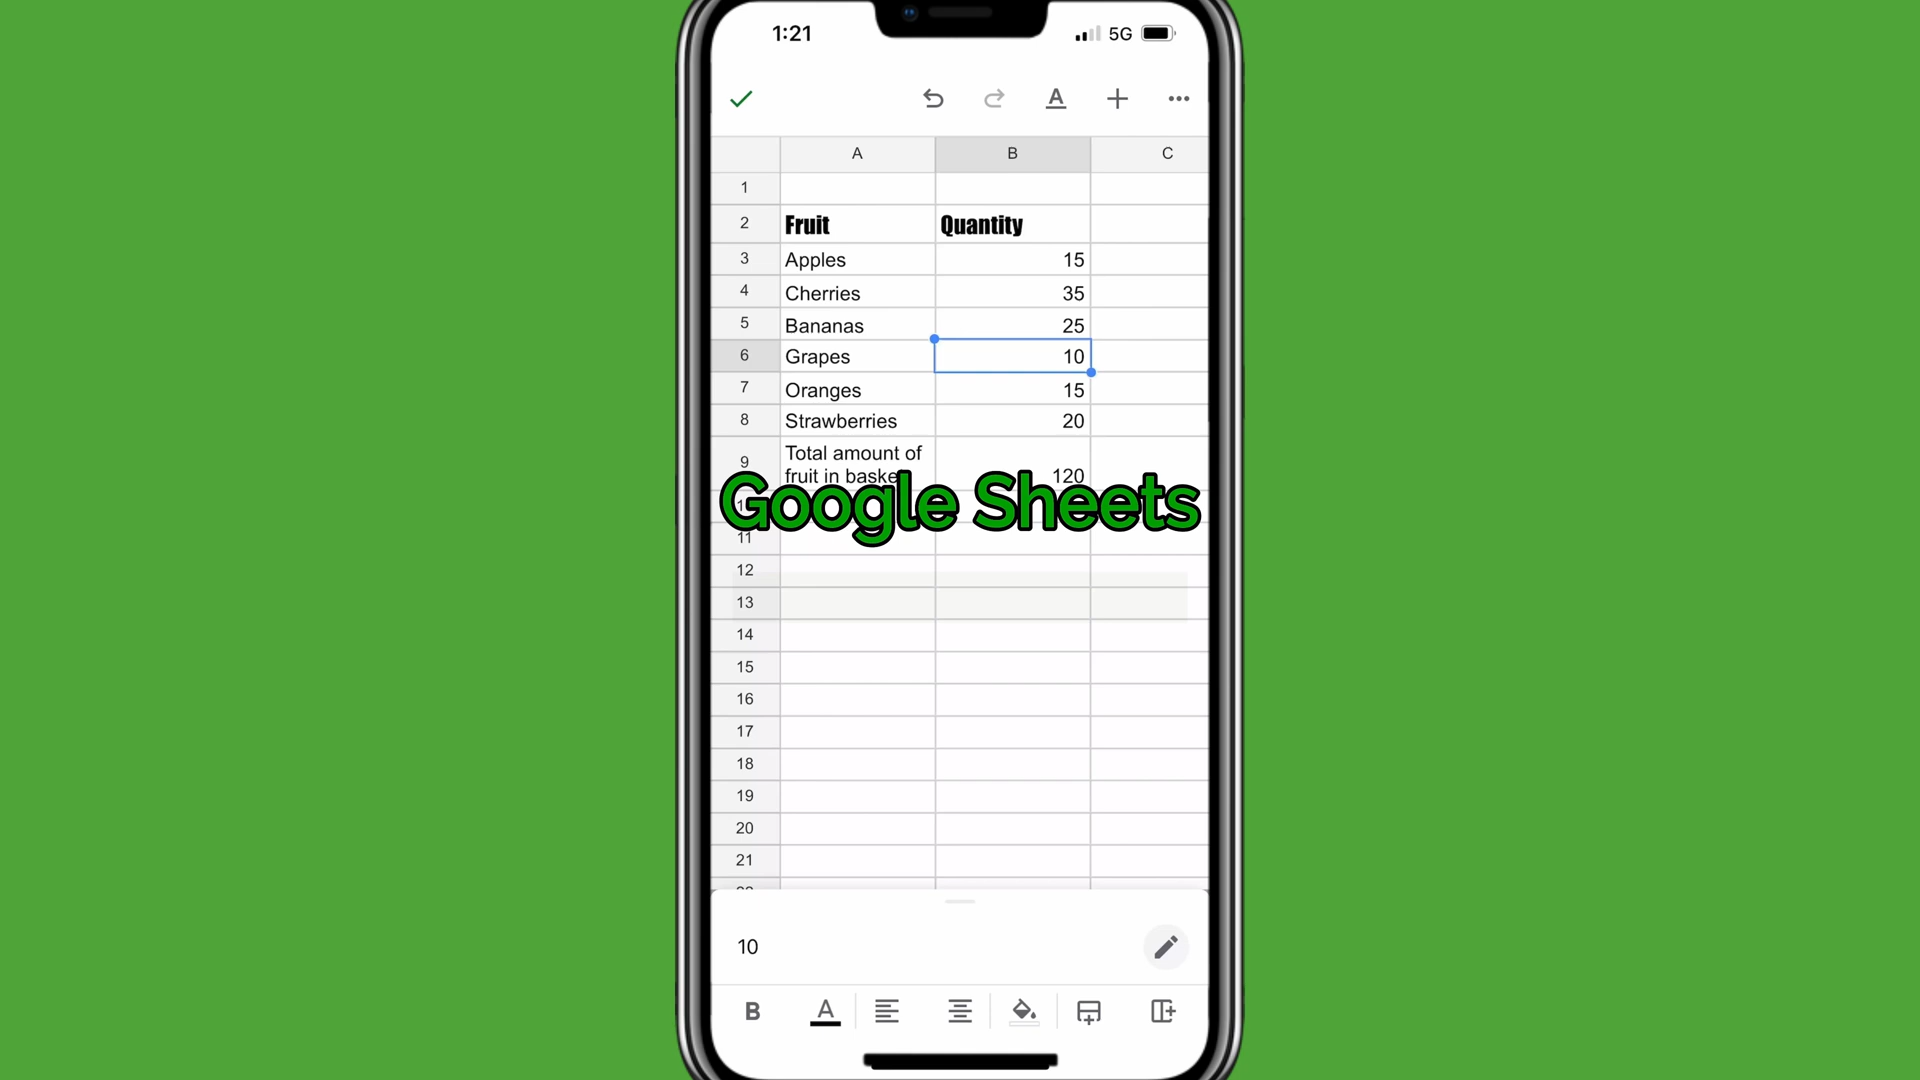 1:21
5G
A B C
1
2 Fruit Quantity
3 Apples 15
4 Cherries 35
5 Bananas 25
6 Grapes 10
7 Oranges 15
8 Strawberries 20
9 Total amount of
fruit in baske 120
Google Sheets
11
12
13
14
15
16
17
18
19
20
21
10
B A